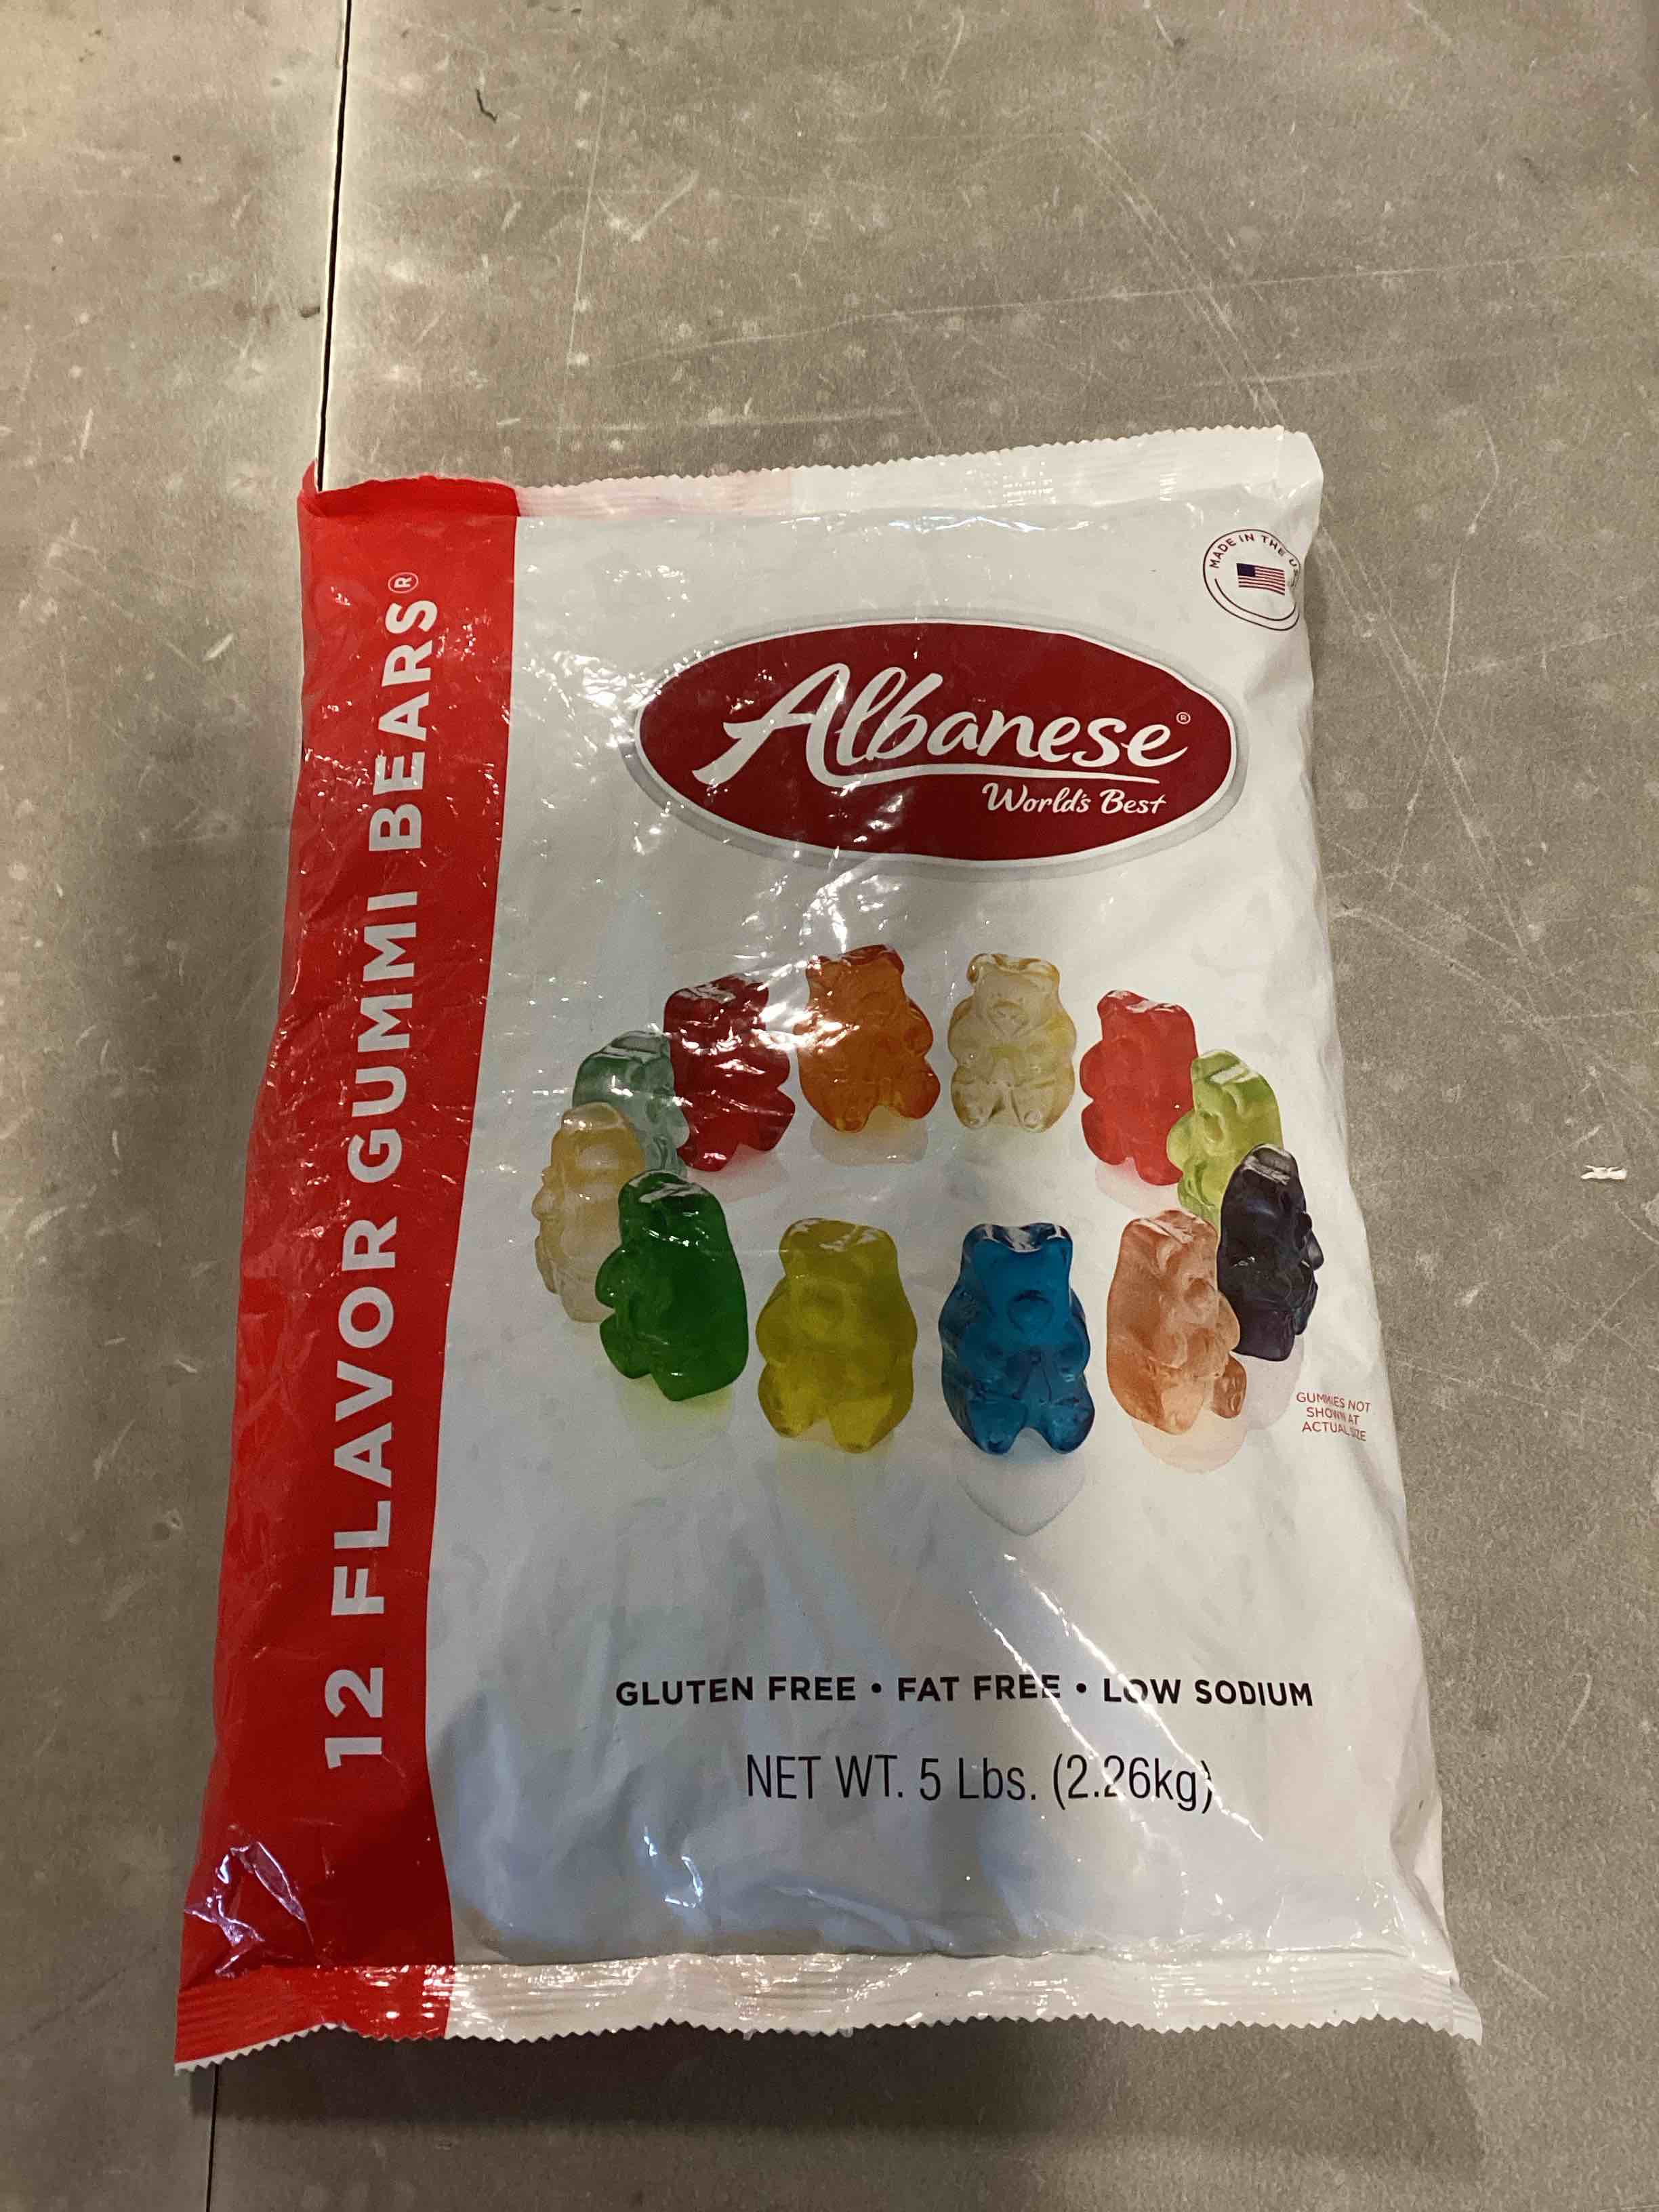 12 FLAVOR GUMMI BEARS®
MADE IN THE
Albanese®
World's Best
GUMMIES NOT
SHOWN AT
ACTUAL SIZE
GLUTEN FREE • FAT FREE • LOW SODIUM
NET WT. 5 Lbs. (2.26kg)